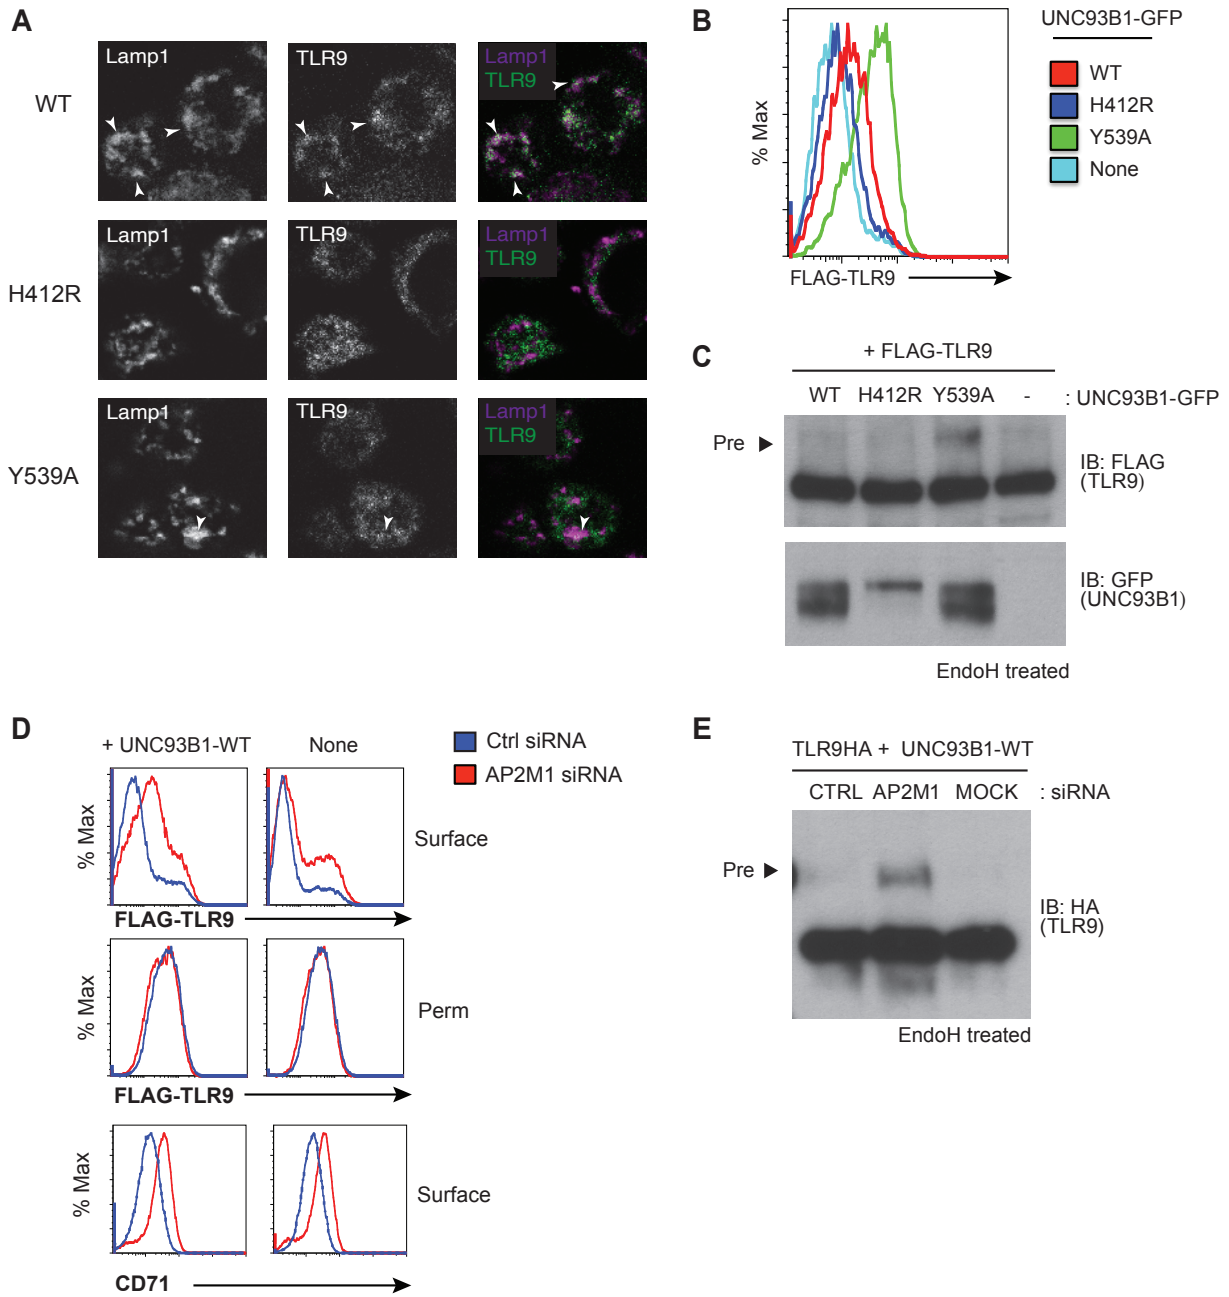 A
WT
Lamp1
TLR9
Lamp1
TLR9
H412R
Lamp1
TLR9
Lamp1
TLR9
Y539A
Lamp1
TLR9
Lamp1
TLR9
B
UNC93B1-GFP
WT
H412R
Y539A
None
% Max
FLAG-TLR9
C
+ FLAG-TLR9
WT H412R Y539A - : UNC93B1-GFP
Pre
IB: FLAG
(TLR9)
IB: GFP
(UNC93B1)
EndoH treated
D
+ UNC93B1-WT None
Ctrl siRNA
AP2M1 siRNA
% Max
Surface
FLAG-TLR9
% Max
Perm
FLAG-TLR9
% Max
Surface
CD71
E
TLR9HA + UNC93B1-WT
CTRL AP2M1 MOCK : siRNA
Pre
IB: HA
(TLR9)
EndoH treated